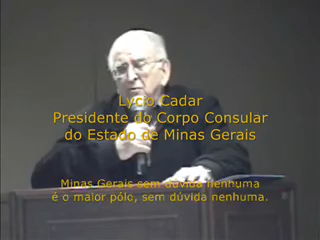 Lycio Cadar
Presidente do Corpo Consular
do Estado de Minas Gerais
Minas Gerais sem dúvida nenhuma
é o maior pólo, sem dúvida nenhuma.